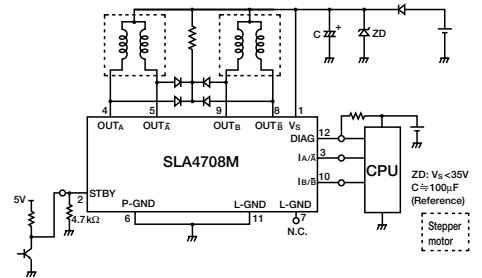 C
+
ZD
4
5
9
8
1
OUTA
OUTA̅
OUTB
OUTB̅
VS
DIAG
12
SLA4708M
IA/A̅
3
CPU
IB/B̅
10
ZD: VS<35V
C≒100μF
(Reference)
5V
2
STBY
4.7kΩ
P-GND
L-GND
L-GND
6
11
7
N.C.
Stepper
motor